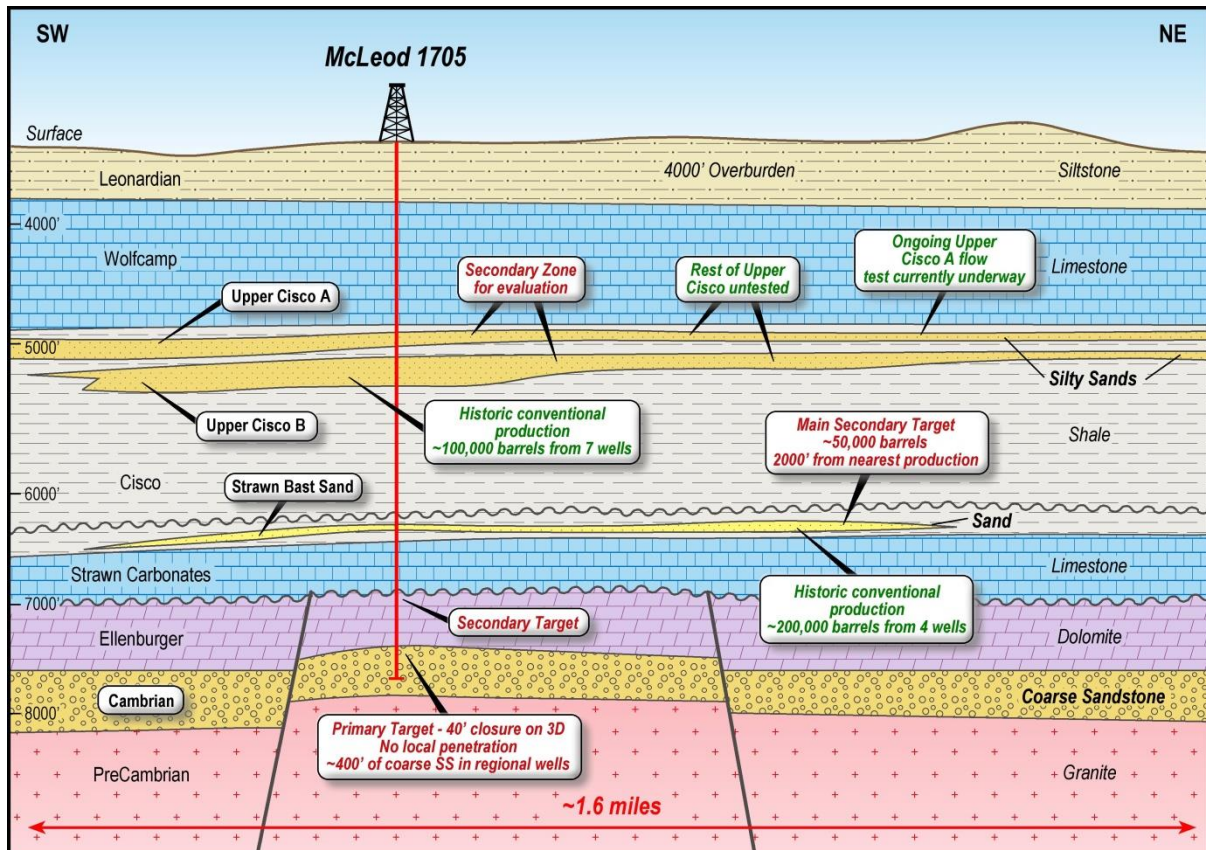 SW
NE
McLeod 1705
Surface
Leonardian
4000' Overburden
Siltstone
4000'
Wolfcamp
Limestone
Secondary Zone
for evaluation
Rest of Upper
Cisco untested
Ongoing Upper
Cisco A flow
test currently underway
Upper Cisco A
5000'
Silty Sands
Upper Cisco B
Historic conventional
production
~100,000 barrels from 7 wells
Main Secondary Target
~50,000 barrels
2000' from nearest production
Shale
Cisco
6000'
Strawn Bast Sand
Sand
Strawn Carbonates
Limestone
7000'
Historic conventional
production
~200,000 barrels from 4 wells
Secondary Target
Ellenburger
Dolomite
Cambrian
Coarse Sandstone
8000'
Primary Target - 40' closure on 3D
No local penetration
~400' of coarse SS in regional wells
PreCambrian
Granite
~1.6 miles